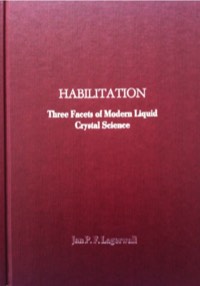 HABILITATION
Three Facets of Modern Liquid
Crystal Science
Jan P. F. Lagerwall